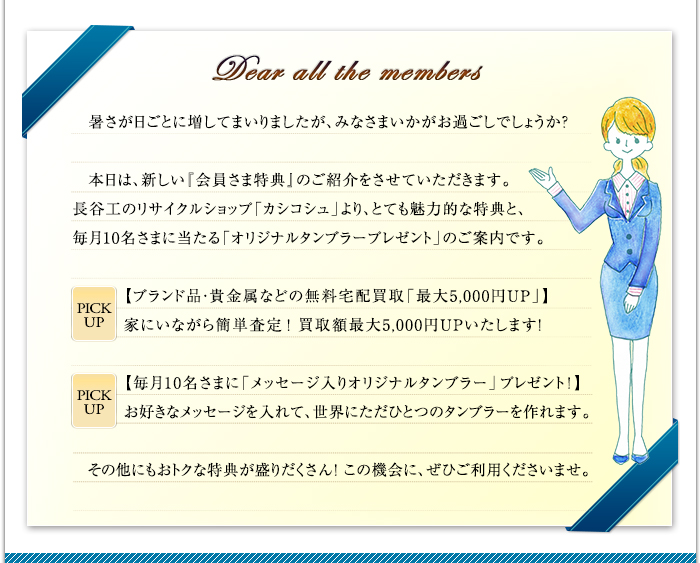 Dear all the members
暑さが日ごとに増してまいりましたが、みなさまいかがお過ごしでしょうか?
本日は、新しい『会員さま特典』のご紹介をさせていただきます。
長谷工のリサイクルショップ「カシコシュ」より、とても魅力的な特典と、
毎月10名さまに当たる「オリジナルタンブラープレゼント」のご案内です。
PICK
UP
【ブランド品・貴金属などの無料宅配買取「最大5,000円UP」】
家にいながら簡単査定! 買取額最大5,000円UPいたします!
PICK
UP
【毎月10名さまに「メッセージ入りオリジナルタンブラー」プレゼント!】
お好きなメッセージを入れて、世界にただひとつのタンブラーを作れます。
その他にもおトクな特典が盛りだくさん! この機会に、ぜひご利用くださいませ。